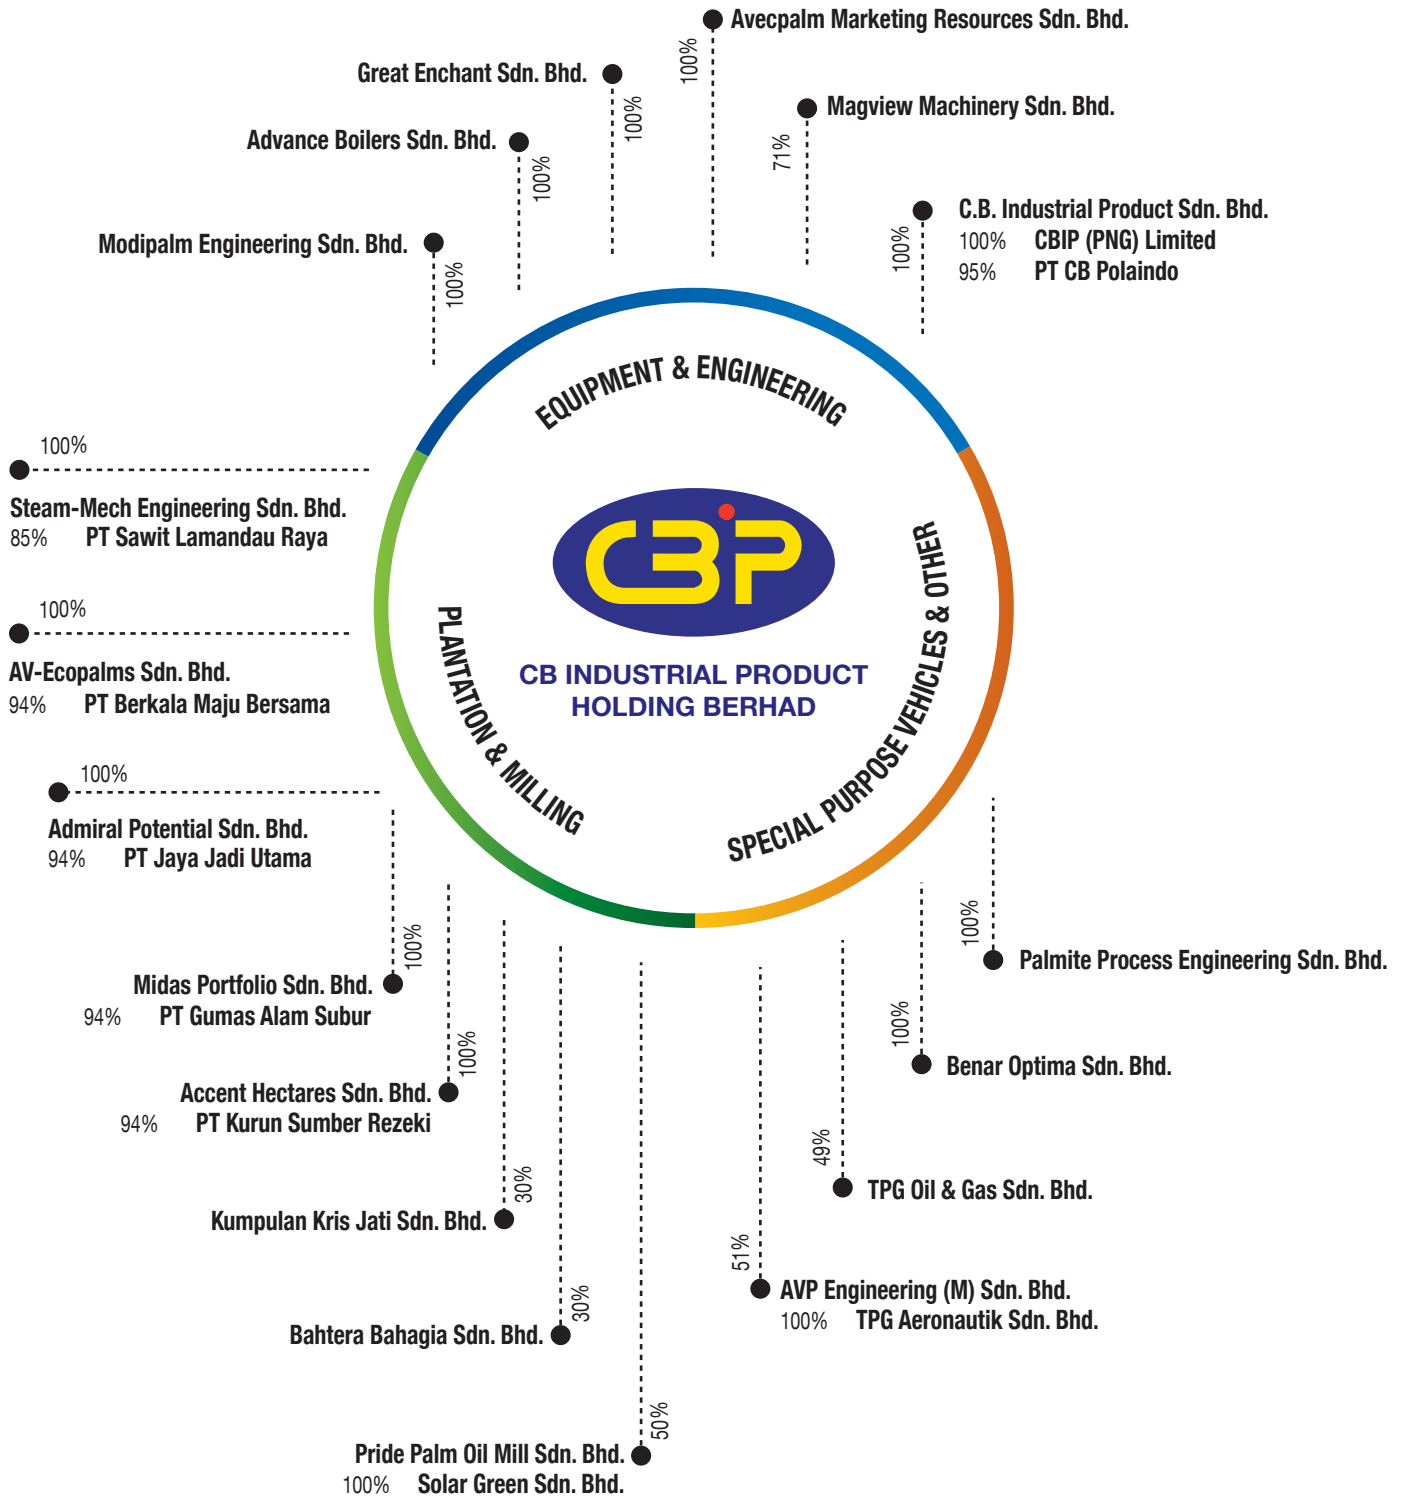 Avecpalm Marketing Resources Sdn. Bhd.
100%
Great Enchant Sdn. Bhd.
100%
Magview Machinery Sdn. Bhd.
71%
Advance Boilers Sdn. Bhd.
100%
C.B. Industrial Product Sdn. Bhd.
100% CBIP (PNG) Limited
95% PT CB Polaindo
100%
Modipalm Engineering Sdn. Bhd.
100%
EQUIPMENT & ENGINEERING
100%
Steam-Mech Engineering Sdn. Bhd.
85% PT Sawit Lamandau Raya
CBIP
CB INDUSTRIAL PRODUCT
HOLDING BERHAD
SPECIAL PURPOSE VEHICLES & OTHER
PLANTATION & MILLING
100%
AV-Ecopalms Sdn. Bhd.
94% PT Berkala Maju Bersama
100%
Admiral Potential Sdn. Bhd.
94% PT Jaya Jadi Utama
100%
Midas Portfolio Sdn. Bhd.
94% PT Gumas Alam Subur
100%
Palmite Process Engineering Sdn. Bhd.
100%
Accent Hectares Sdn. Bhd.
94% PT Kurun Sumber Rezeki
100%
Benar Optima Sdn. Bhd.
30%
Kumpulan Kris Jati Sdn. Bhd.
49%
TPG Oil & Gas Sdn. Bhd.
51%
AVP Engineering (M) Sdn. Bhd.
100% TPG Aeronautik Sdn. Bhd.
30%
Bahtera Bahagia Sdn. Bhd.
50%
Pride Palm Oil Mill Sdn. Bhd.
100% Solar Green Sdn. Bhd.